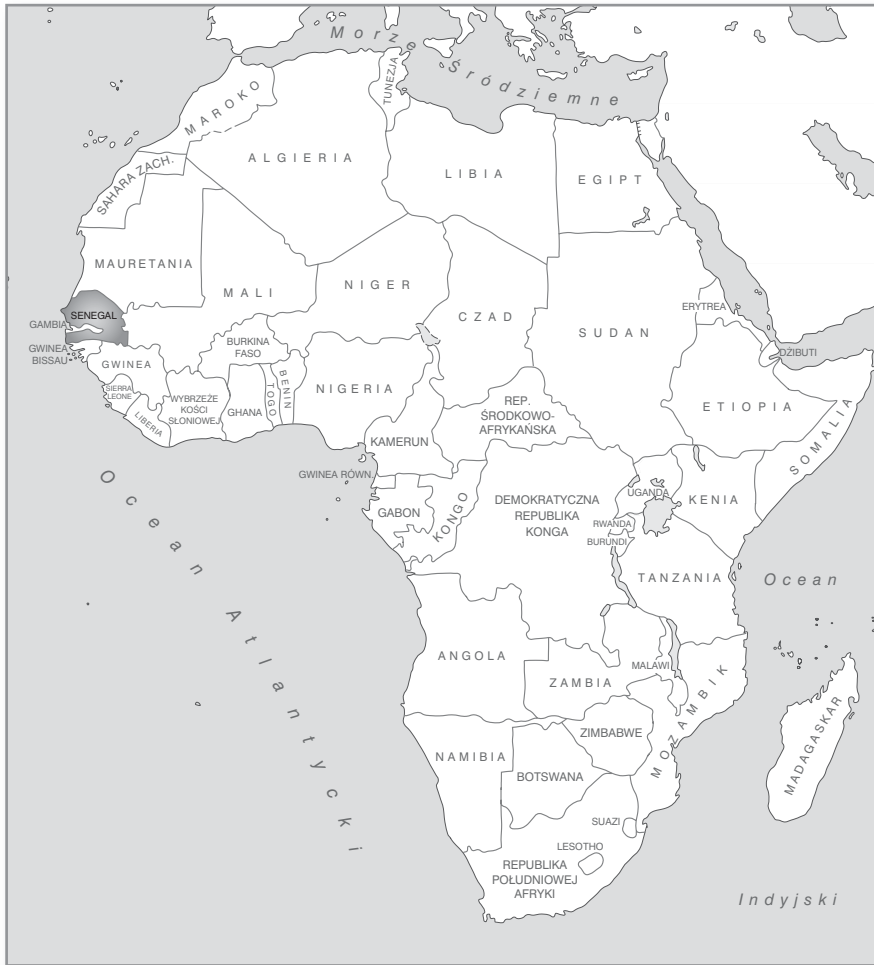 Morze
Śródziemne
TUNEZJA
MAROKO
ALGIERIA
LIBIA
EGIPT
SAHARA ZACH.
MAURETANIA
MALI
NIGER
CZAD
SUDAN
ERYTREA
DŻIBUTI
SENEGAL
GAMBIA
GWINEA
BISSAU
GWINEA
SIERRA
LEONE
LIBERIA
WYBRZEŻE
KOŚCI
SŁONIOWEJ
BURKINA
FASO
GHANA
TOGO
BENIN
NIGERIA
KAMERUN
REP.
ŚRODKOWO-
AFRYKAŃSKA
ETIOPIA
SOMALIA
GWINEA RÓWN.
GABON
KONGO
DEMOKRATYCZNA
REPUBLIKA
KONGA
UGANDA
KENIA
RWANDA
BURUNDI
TANZANIA
Ocean
Ocean Atlantycki
ANGOLA
ZAMBIA
MALAWI
MOZAMBIK
MADAGASKAR
ZIMBABWE
NAMIBIA
BOTSWANA
SUAZI
LESOTHO
REPUBLIKA
POŁUDNIOWEJ
AFRYKI
Indyjski